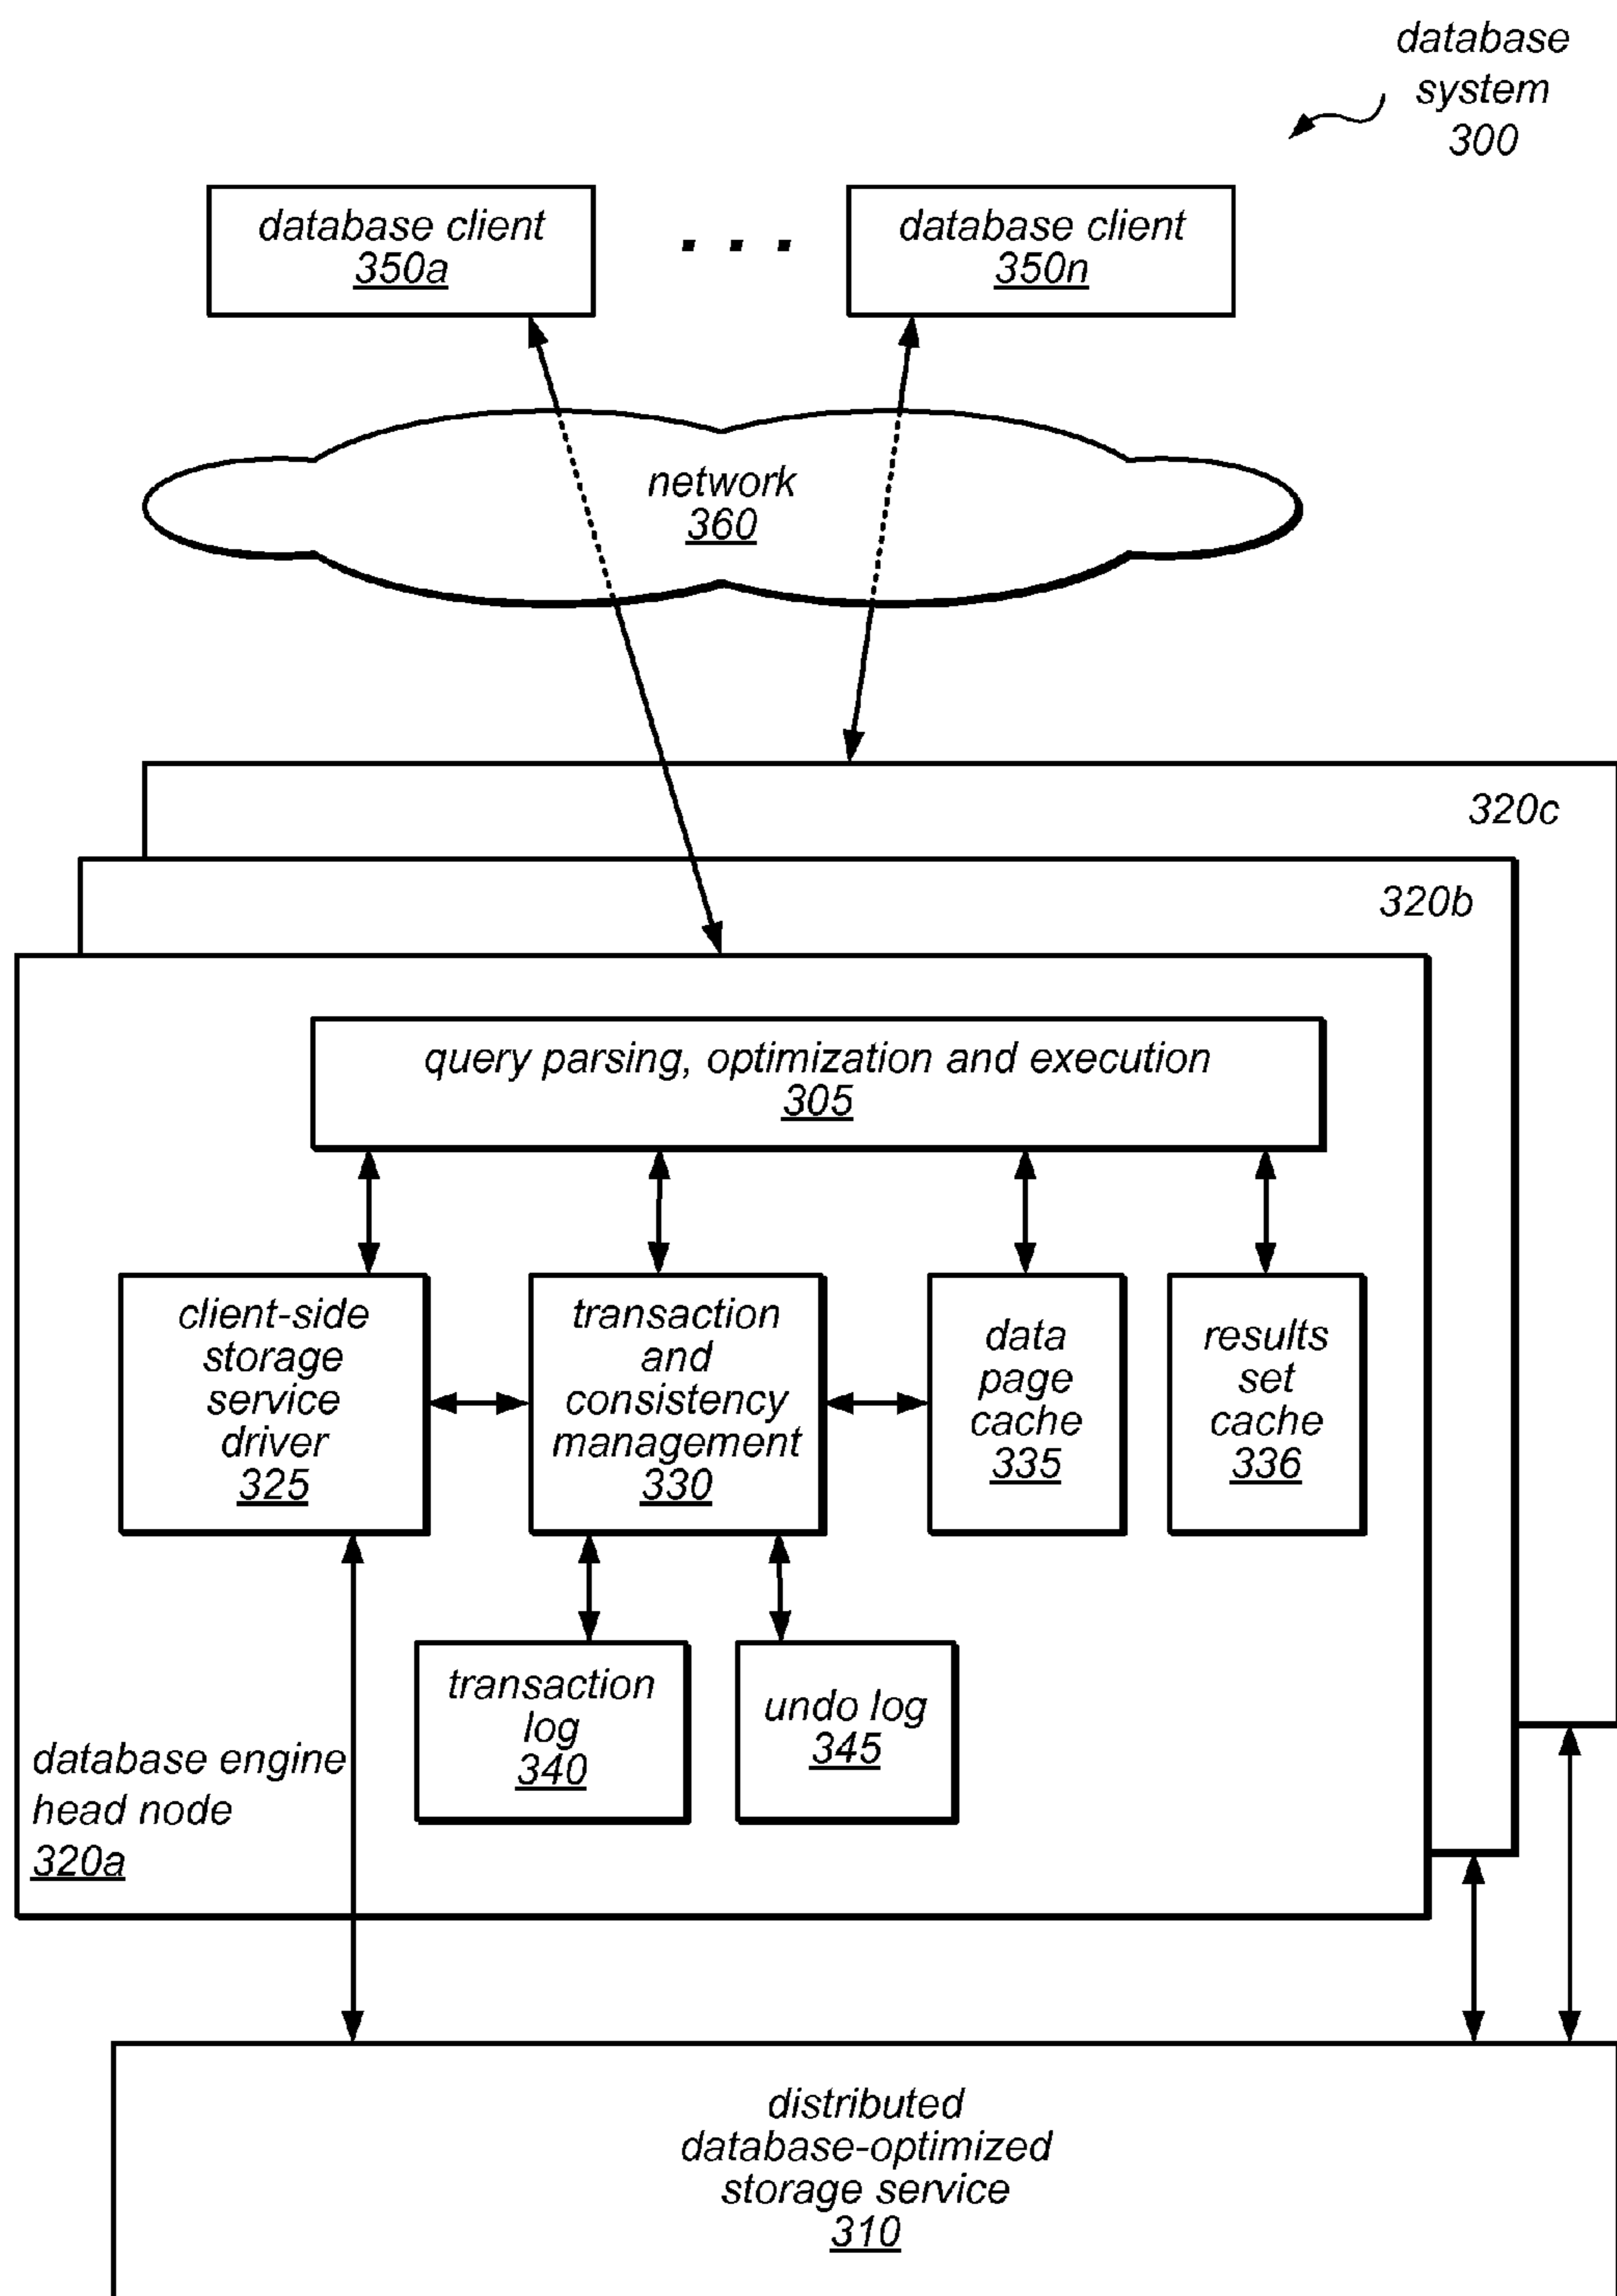 database
system
300
database client
350a
. . .
database client
350n
network
360
320c
320b
query parsing, optimization and execution
305
client-side
storage
service
driver
325
transaction
and
consistency
management
330
data
page
cache
335
results
set
cache
336
transaction
log
340
undo log
345
database engine
head node
320a
distributed
database-optimized
storage service
310